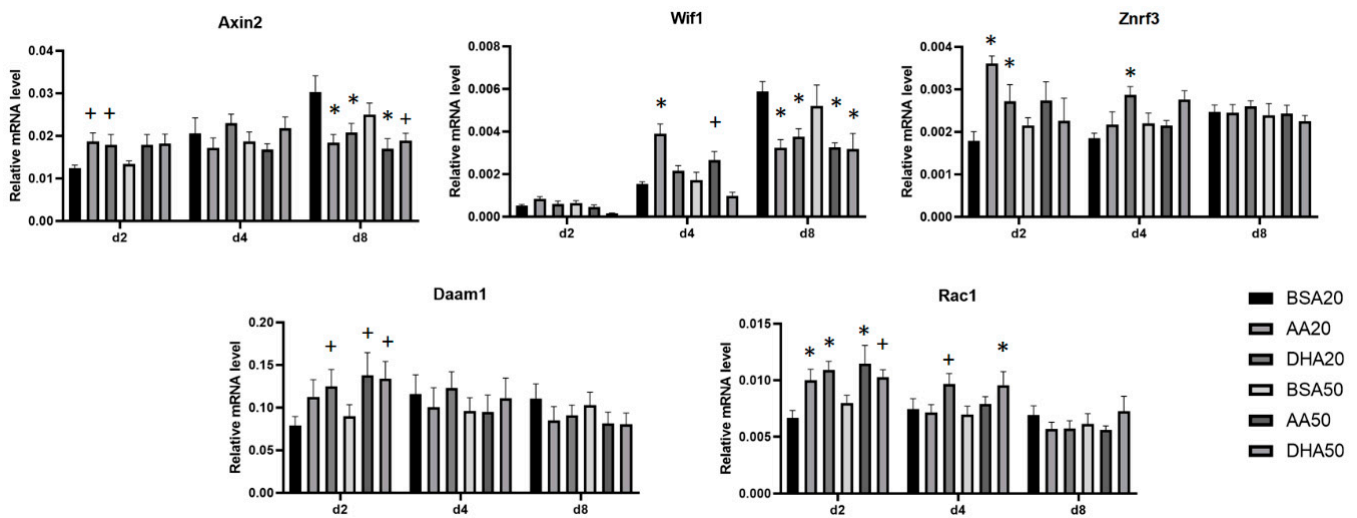 Axin2
Relative mRNA level
0.04
0.03
0.02
0.01
0.00
+ +
* * * +
d2 d4 d8
Wif1
Relative mRNA level
0.008
0.006
0.004
0.002
0.000
* +
* * * *
d2 d4 d8
Znrf3
Relative mRNA level
0.004
0.003
0.002
0.001
0.000
* *
*
d2 d4 d8
Daam1
Relative mRNA level
0.20
0.15
0.10
0.05
0.00
+ + +
d2 d4 d8
Rac1
Relative mRNA level
0.015
0.010
0.005
0.000
* * * +
+ *
d2 d4 d8
BSA20
AA20
DHA20
BSA50
AA50
DHA50